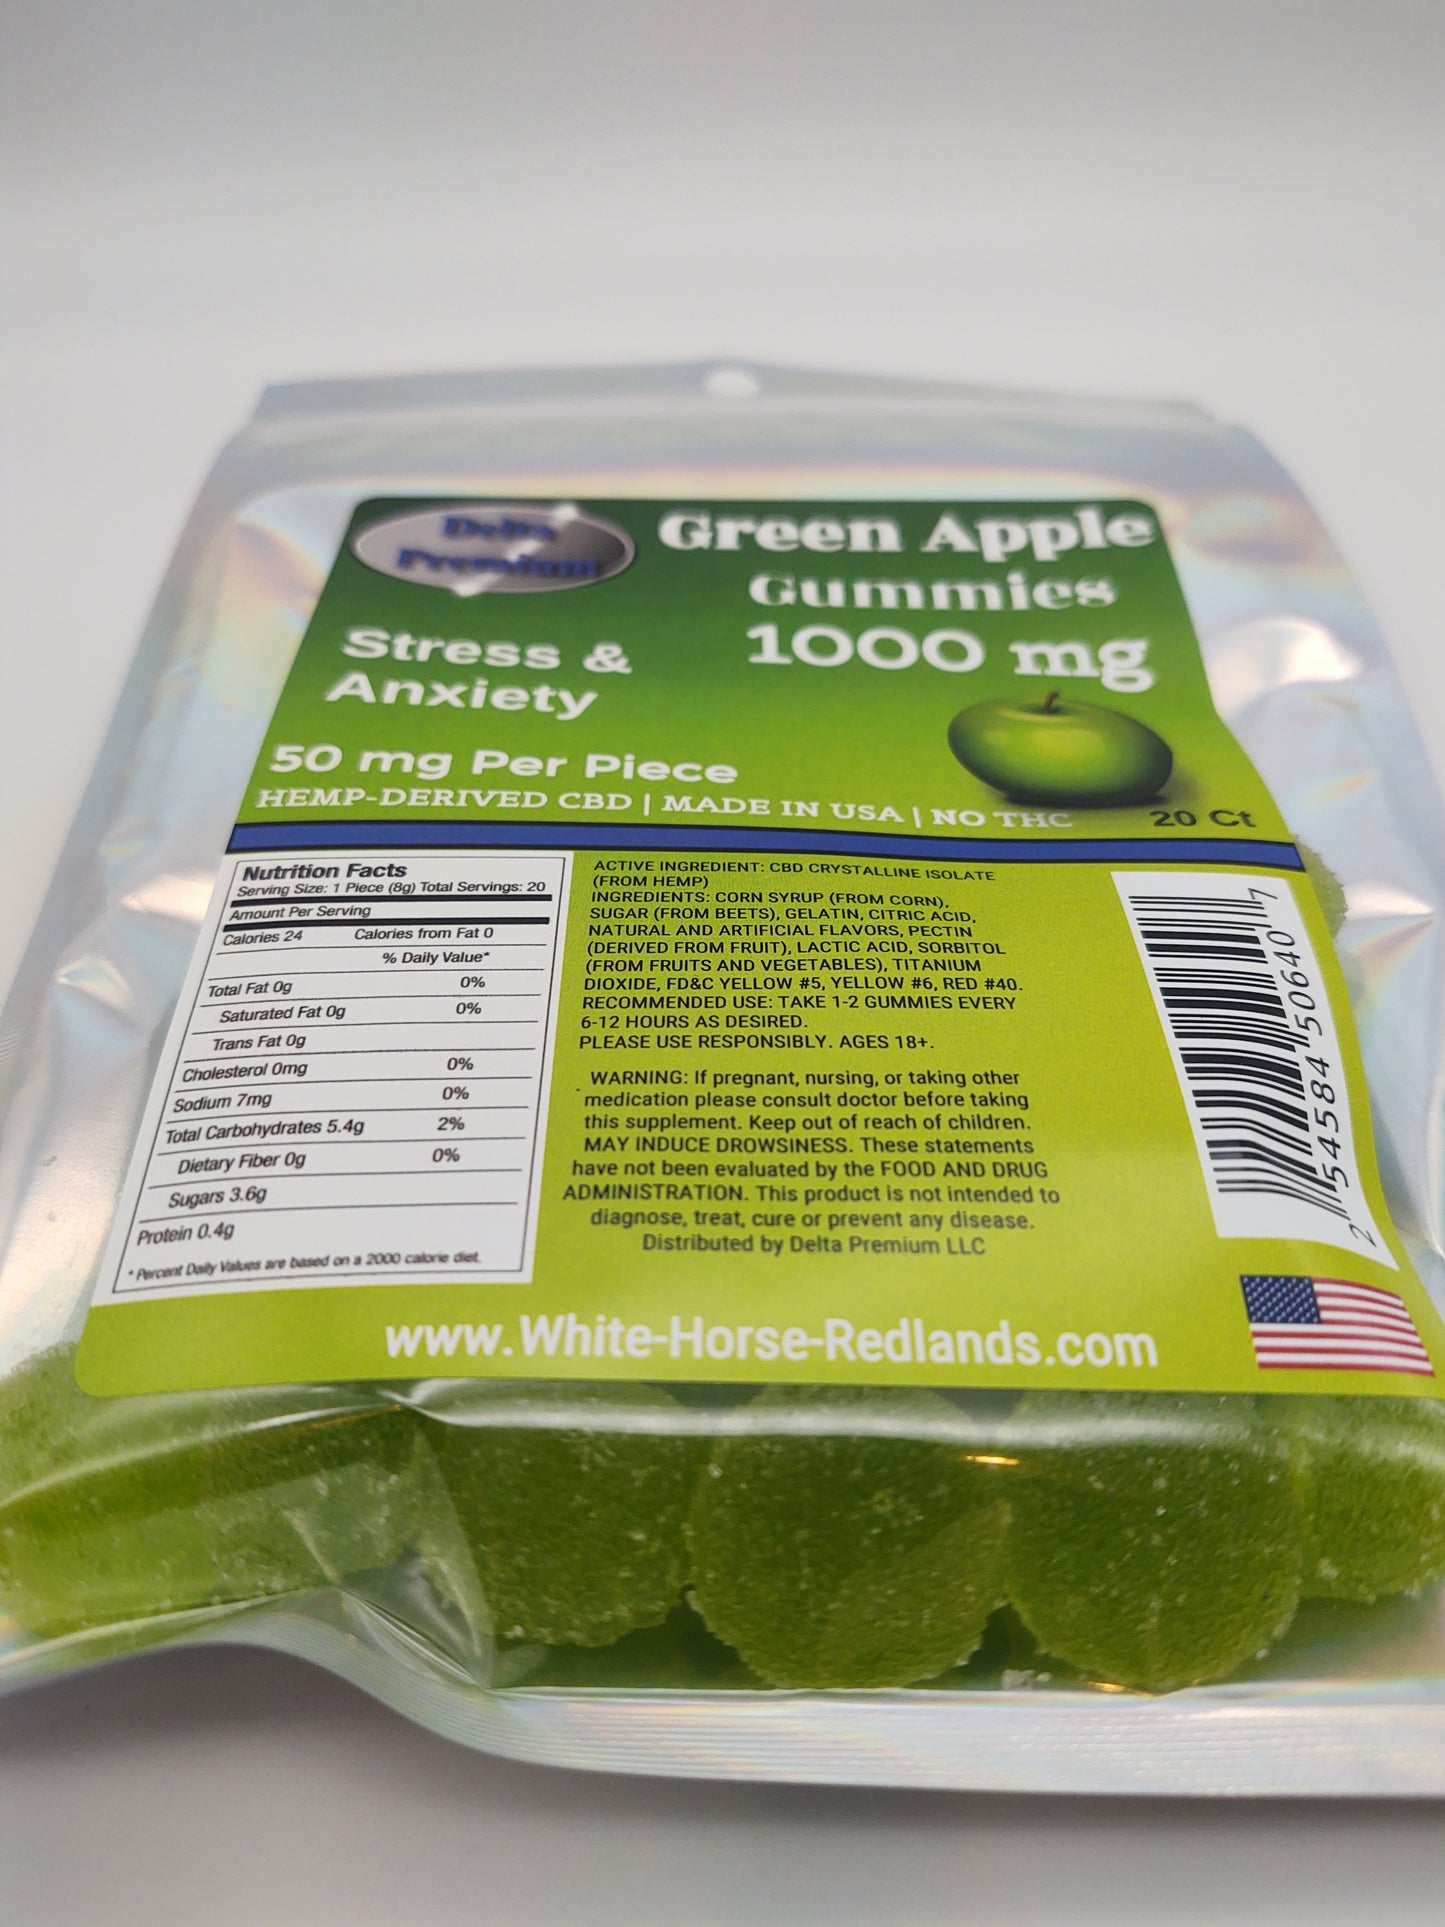 Delta
Premium
Green Apple
Gummies
1000 mg
Stress &
Anxiety
50 mg Per Piece
HEMP-DERIVED CBD | MADE IN USA | NO THC
20 Ct
Nutrition Facts
Serving Size: 1 Piece (8g) Total Servings: 20
Amount Per Serving
Calories 24 Calories from Fat 0
% Daily Value*
Total Fat 0g 0%
Saturated Fat 0g 0%
Trans Fat 0g
Cholesterol 0mg 0%
Sodium 7mg 0%
Total Carbohydrates 5.4g 2%
Dietary Fiber 0g 0%
Sugars 3.6g
Protein 0.4g
* Percent Daily Values are based on a 2000 calorie diet.
ACTIVE INGREDIENT: CBD CRYSTALLINE ISOLATE
(FROM HEMP)
INGREDIENTS: CORN SYRUP (FROM CORN),
SUGAR (FROM BEETS), GELATIN, CITRIC ACID,
NATURAL AND ARTIFICIAL FLAVORS, PECTIN
(DERIVED FROM FRUIT), LACTIC ACID, SORBITOL
(FROM FRUITS AND VEGETABLES), TITANIUM
DIOXIDE, FD&C YELLOW #5, YELLOW #6, RED #40.
RECOMMENDED USE: TAKE 1-2 GUMMIES EVERY
6-12 HOURS AS DESIRED.
PLEASE USE RESPONSIBLY. AGES 18+.
WARNING: If pregnant, nursing, or taking other
medication please consult doctor before taking
this supplement. Keep out of reach of children.
MAY INDUCE DROWSINESS. These statements
have not been evaluated by the FOOD AND DRUG
ADMINISTRATION. This product is not intended to
diagnose, treat, cure or prevent any disease.
Distributed by Delta Premium LLC
2 54584 50640 7
www.White-Horse-Redlands.com